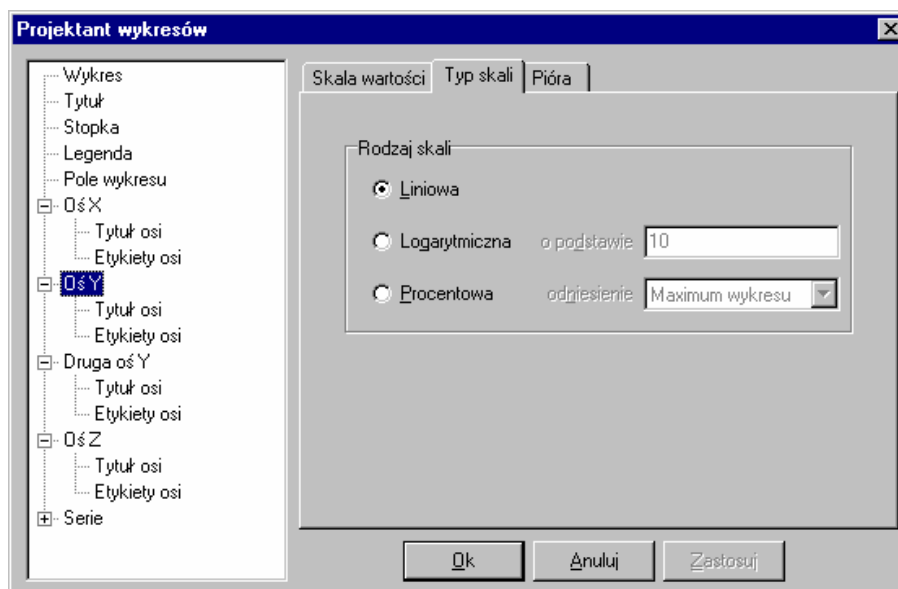 Projektant wykresów
Wykres
Tytuł
Stopka
Legenda
Pole wykresu
Oś X
Tytuł osi
Etykiety osi
Oś Y
Tytuł osi
Etykiety osi
Druga oś Y
Tytuł osi
Etykiety osi
Oś Z
Tytuł osi
Etykiety osi
Serie
Skala wartości Typ skali Pióra
Rodzaj skali
Liniowa
Logarytmiczna o podstawie 10
Procentowa odniesienie Maximum wykresu
Ok Anuluj Zastosuj